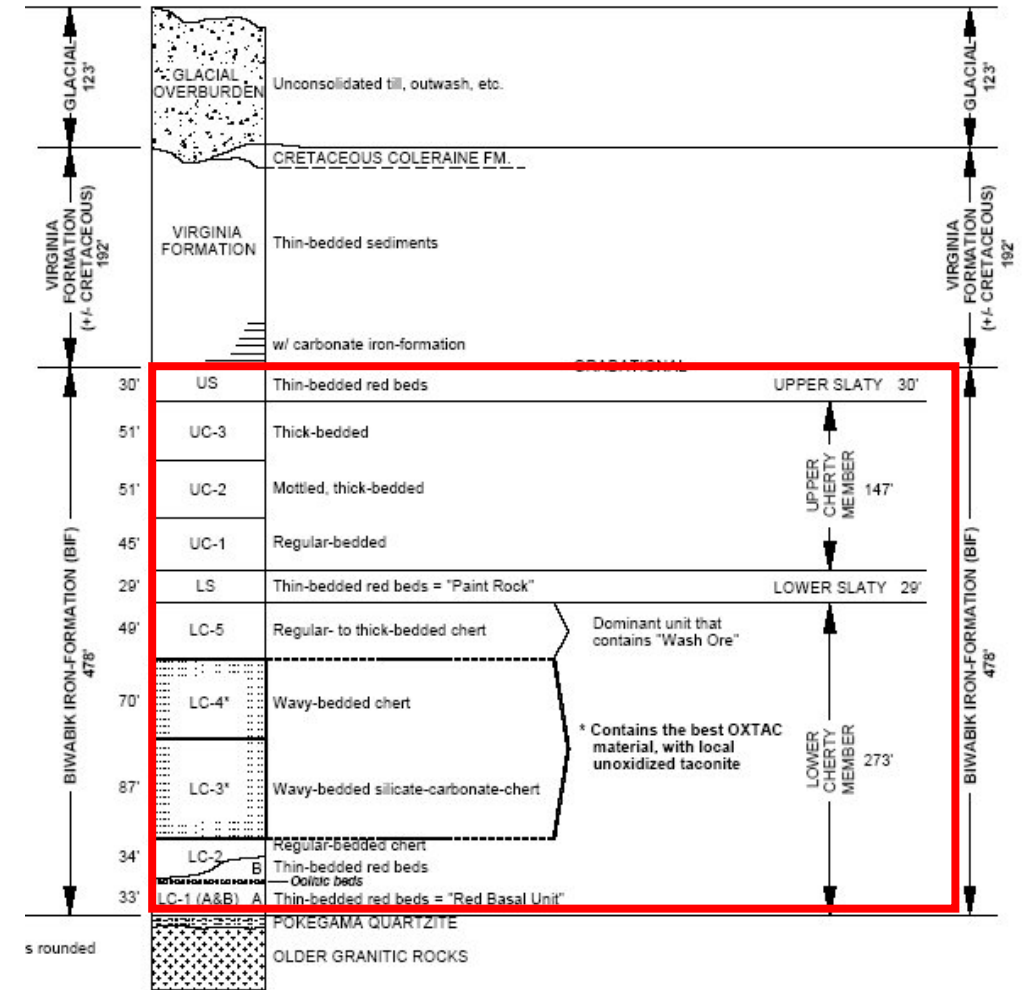 GLACIAL
123'
GLACIAL
OVERBURDEN
Unconsolidated till, outwash, etc.
GLACIAL
123'
CRETACEOUS COLERAINE FM.
VIRGINIA
FORMATION
(+/- CRETACEOUS)
192'
VIRGINIA
FORMATION
Thin-bedded sediments
w/ carbonate iron-formation
VIRGINIA
FORMATION
(+/- CRETACEOUS)
192'
GRADATIONAL
BIWABIK IRON-FORMATION (BIF)
478'
30' US Thin-bedded red beds UPPER SLATY 30'
51' UC-3 Thick-bedded
51' UC-2 Mottled, thick-bedded
UPPER
CHERTY
MEMBER
147'
45' UC-1 Regular-bedded
29' LS Thin-bedded red beds = "Paint Rock" LOWER SLATY 29'
49' LC-5 Regular- to thick-bedded chert
Dominant unit that
contains "Wash Ore"
70' LC-4* Wavy-bedded chert
* Contains the best OXTAC
material, with local
unoxidized taconite
LOWER
CHERTY
MEMBER
273'
87' LC-3* Wavy-bedded silicate-carbonate-chert
34' LC-2 Regular-bedded chert
B Thin-bedded red beds
Oolitic beds
33' LC-1 (A&B) A Thin-bedded red beds = "Red Basal Unit"
BIWABIK IRON-FORMATION (BIF)
478'
POKEGAMA QUARTZITE
s rounded
OLDER GRANITIC ROCKS